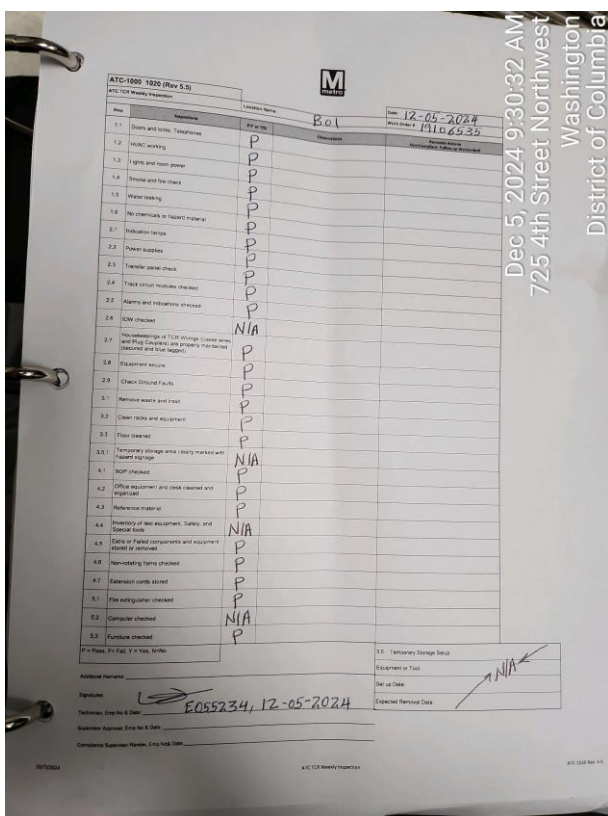 M
metro
ATC-1000 1020 (Rev 5.5)
ATC TCR Weekly Inspection
Location Name: BO1
Date: 12-05-2024
Work Order # 19106535
Step Inspections P/F or Y/N Observations Remedial Actions
1.1 Doors and locks, Telephones P
1.2 HVAC working P
1.3 Lights and room power P
1.4 Smoke and fire check P
1.5 Water leaking P
1.6 No chemicals or hazard material P
2.1 Indication lamps P
2.2 Power supplies P
2.3 Transfer panel check P
2.4 Track circuit modules checked P
2.5 Alarms and indications checked P
2.6 IDW checked N/A
2.7 Housekeepings of TCR Wirings (Loose wires
and Plug Couplers) are properly maintained
(secured and blue tagged) P
2.8 Equipment secure P
2.9 Check Ground Faults P
3.1 Remove waste and trash P
3.2 Clean racks and equipment P
3.3 Floor cleaned P
3.5.1 Temporary storage area clearly marked with
hazard signage N/A
4.1 BOP checked P
4.2 Office equipment and desk cleaned and
organized P
4.3 Reference material P
4.4 Inventory of test equipment, Safety, and
Special tools N/A
4.5 Extra or Failed components and equipment
stored or removed P
4.6 Non-rotating items checked P
4.7 Extension cords stored P
5.1 Fire extinguisher checked P
5.2 Computer checked N/A
5.3 Furniture checked P
P = Pass, F= Fail, Y = Yes, N=No
3.5 Temporary Storage Setup
Equipment or Tool:
Set up Date: N/A
Expected Removal Date:
Additional Remarks:
Signatures:
Technician, Emp No & Date E055234, 12-05-2024
Supervisor Approval, Emp No & Date
Compliance Supervisor Review, Emp No& Date
ATC TCR Weekly Inspection
Dec 5, 2024 9:30:32 AM
725 4th Street Northwest
Washington
District of Columbia